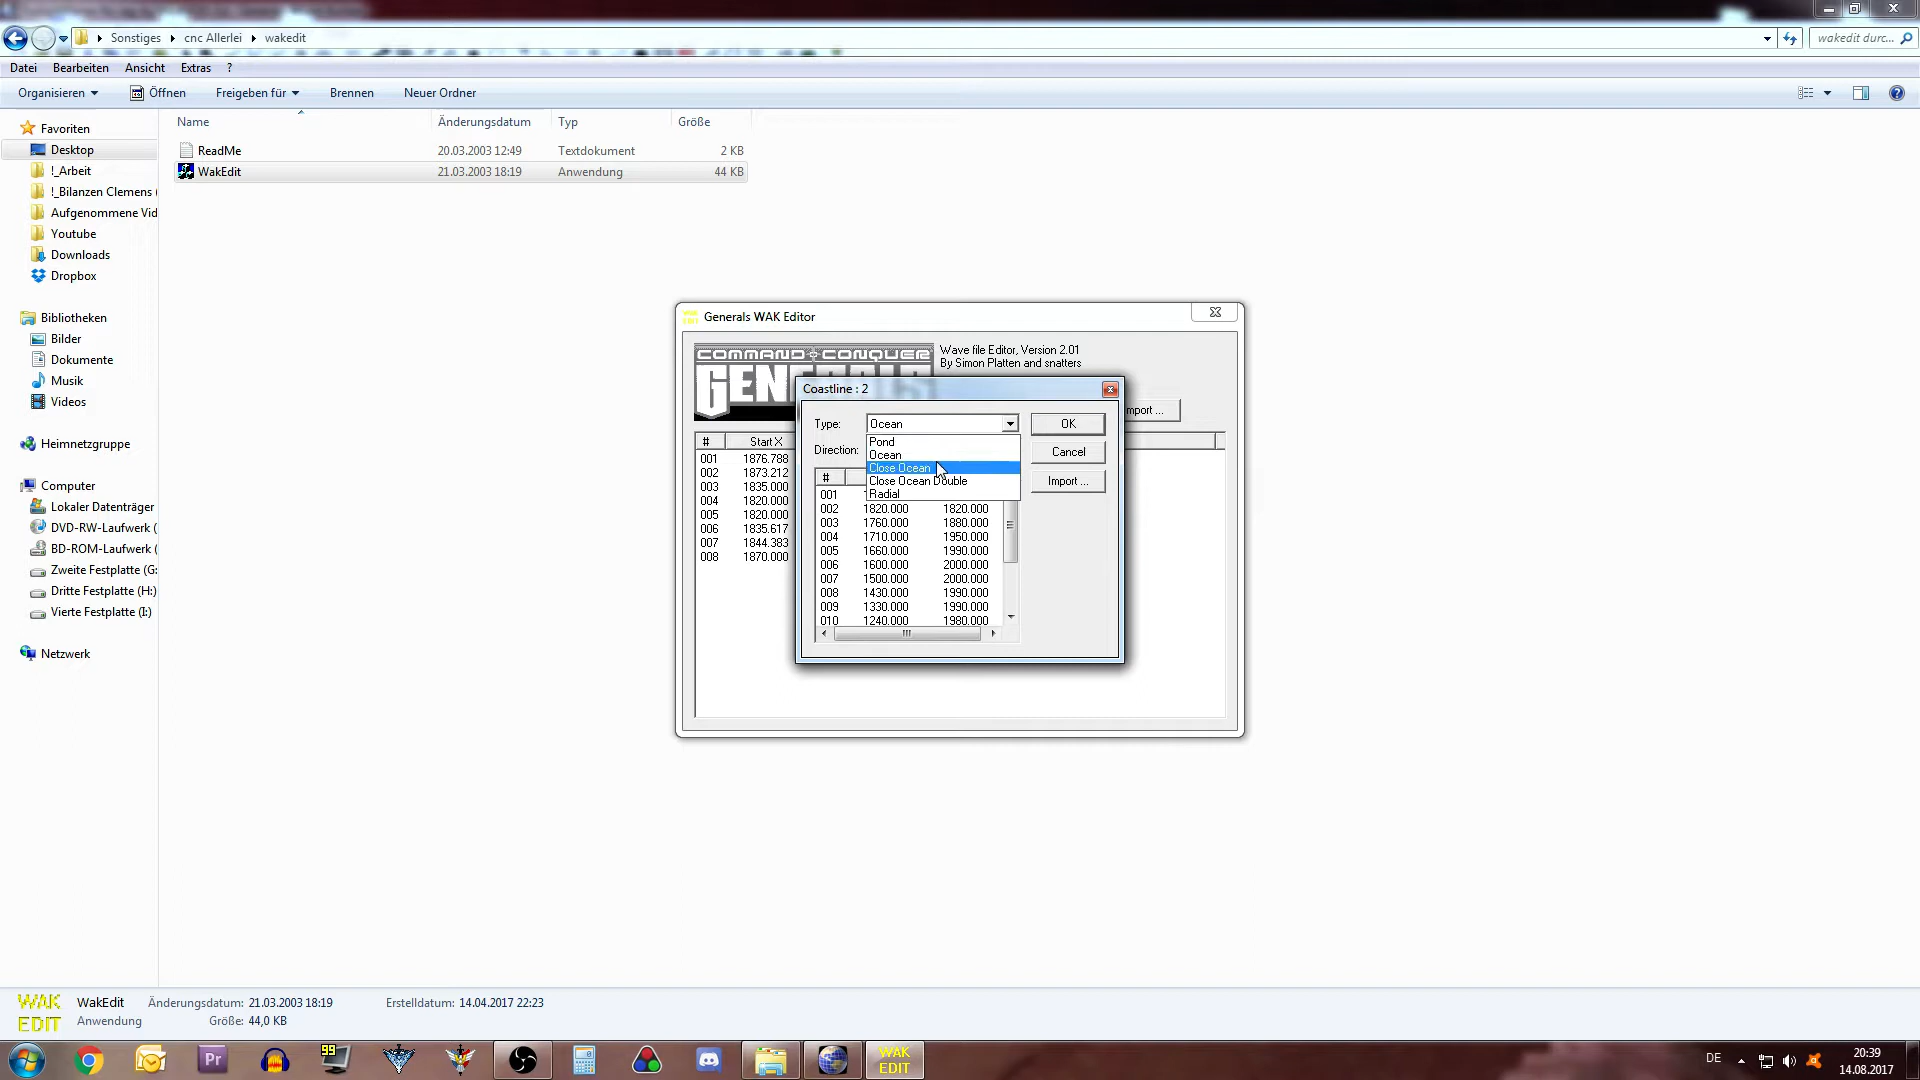 Sonstiges cnc Allerlei wakedit
wakedit durc...
Datei Bearbeiten Ansicht Extras ?
Organisieren Öffnen Freigeben für Brennen Neuer Ordner
Name Änderungsdatum Typ Größe
ReadMe 20.03.2003 12:49 Textdokument 2 KB
WakEdit 21.03.2003 18:19 Anwendung 44 KB
Favoriten
Desktop
!_Arbeit
!_Bilanzen Clemens (
Aufgenommene Vid
Youtube
Downloads
Dropbox
Bibliotheken
Bilder
Dokumente
Musik
Videos
Heimnetzgruppe
Computer
Lokaler Datenträger
DVD-RW-Laufwerk (
BD-ROM-Laufwerk (
Zweite Festplatte (G:
Dritte Festplatte (H:)
Vierte Festplatte (I:)
Netzwerk
Generals WAK Editor
COMMAND CONQUER
Wave file Editor, Version 2.01
By Simon Platten and snatters
mport ...
# Start X
001 1876.788
002 1873.212
003 1835.000
004 1820.000
005 1820.000
006 1835.617
007 1844.383
008 1870.000
Coastline : 2
Type: Ocean OK
Pond
Ocean
Close Ocean
Close Ocean Double
Radial
Direction:
Cancel
Import ...
#
001
002 1820.000 1820.000
003 1760.000 1880.000
004 1710.000 1950.000
005 1660.000 1990.000
006 1600.000 2000.000
007 1500.000 2000.000
008 1430.000 1990.000
009 1330.000 1990.000
010 1240.000 1980.000
WAK EDIT
WakEdit Änderungsdatum: 21.03.2003 18:19 Erstelldatum: 14.04.2017 22:23
Anwendung Größe: 44,0 KB
Pr
99
WAK
EDIT
DE
20:39
14.08.2017